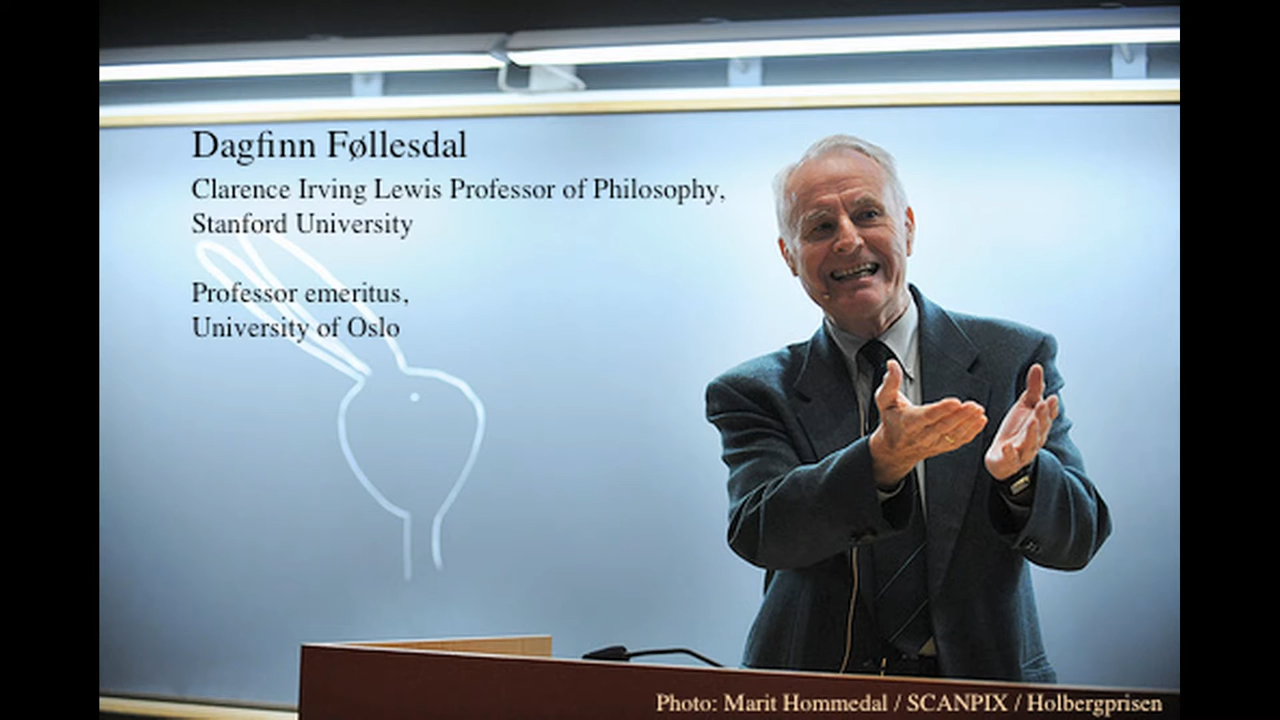 Dagfinn Føllesdal
Clarence Irving Lewis Professor of Philosophy,
Stanford University
Professor emeritus,
University of Oslo
Photo: Marit Hommedal / SCANPIX / Holbergprisen